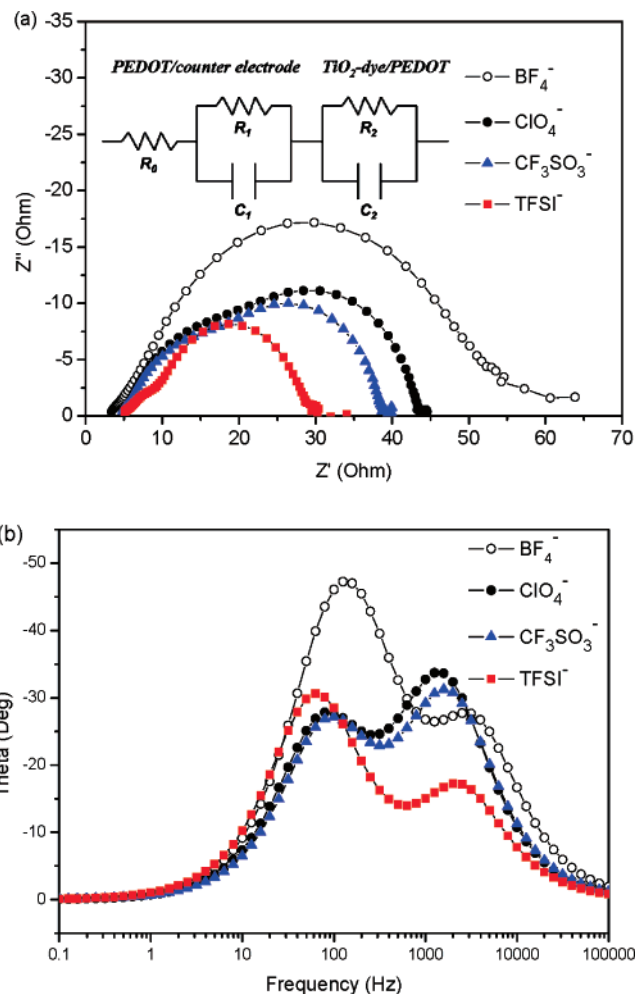 (a)
-35
-30
-25
-20
-15
-10
-5
0
Z'' (Ohm)
PEDOT/counter electrode TiO₂-dye/PEDOT
R₀
R₁
C₁
R₂
C₂
BF₄⁻
ClO₄⁻
CF₃SO₃⁻
TFSI⁻
0 10 20 30 40 50 60 70
Z' (Ohm)
(b)
-50
-40
-30
-20
-10
0
Theta (Deg)
BF₄⁻
ClO₄⁻
CF₃SO₃⁻
TFSI⁻
0.1 1 10 100 1000 10000 100000
Frequency (Hz)